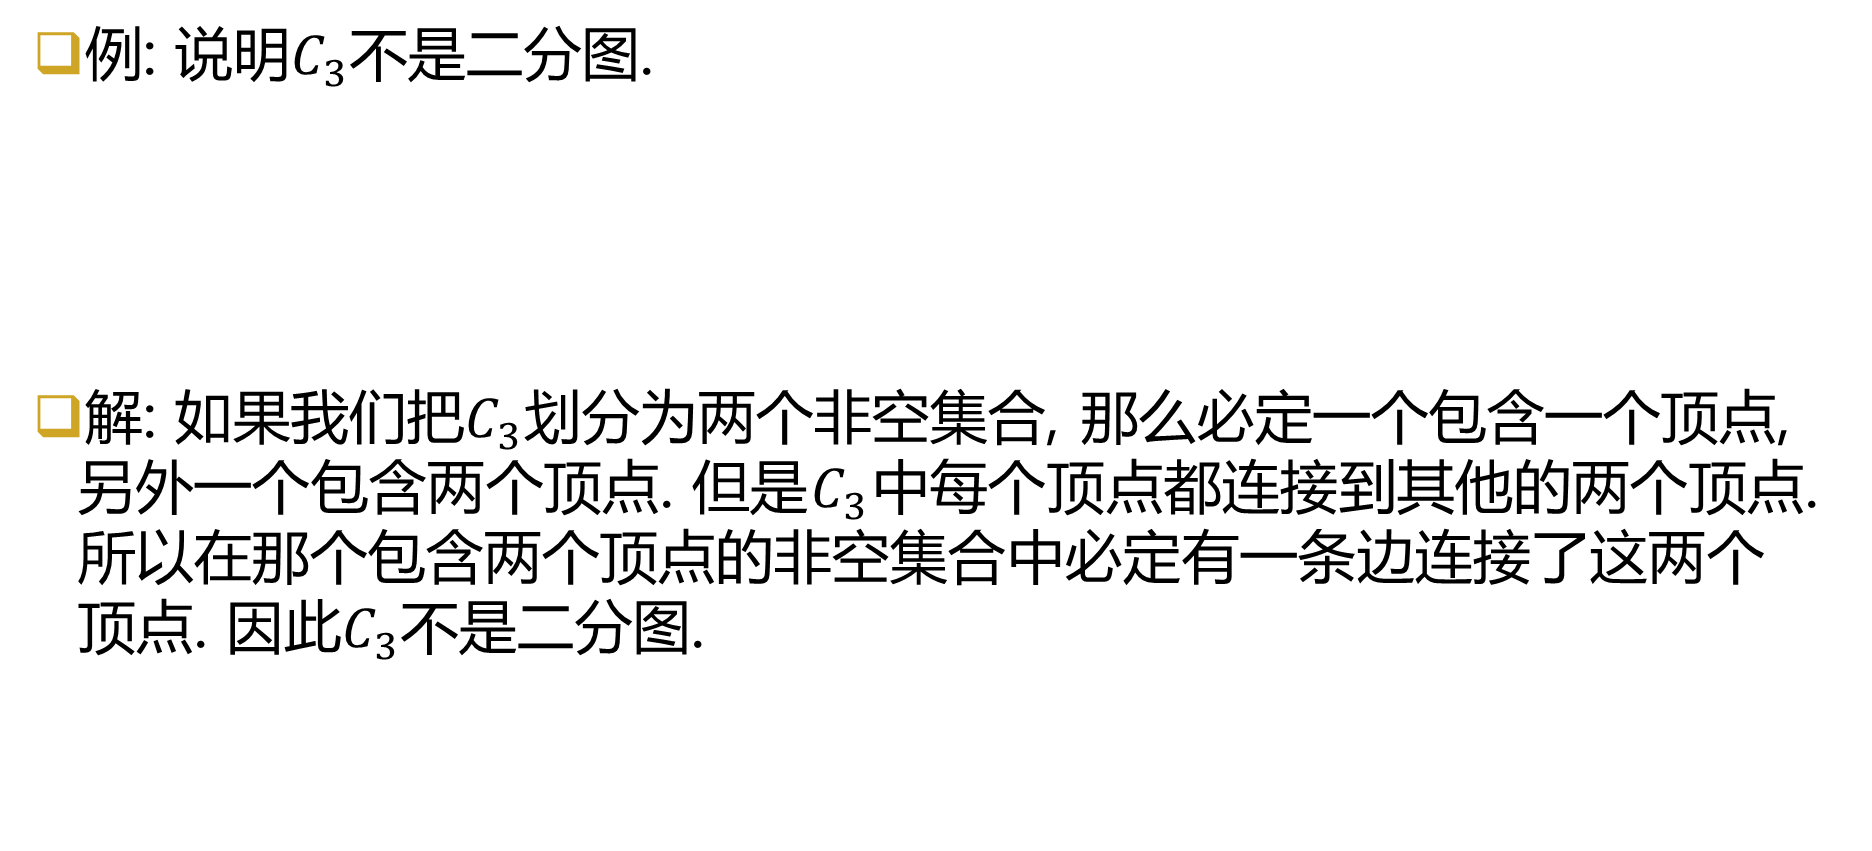 例: 说明C₃不是二分图.
解: 如果我们把C₃划分为两个非空集合, 那么必定一个包含一个顶点,
另外一个包含两个顶点. 但是C₃中每个顶点都连接到其他的两个顶点.
所以在那个包含两个顶点的非空集合中必定有一条边连接了这两个
顶点. 因此C₃不是二分图.